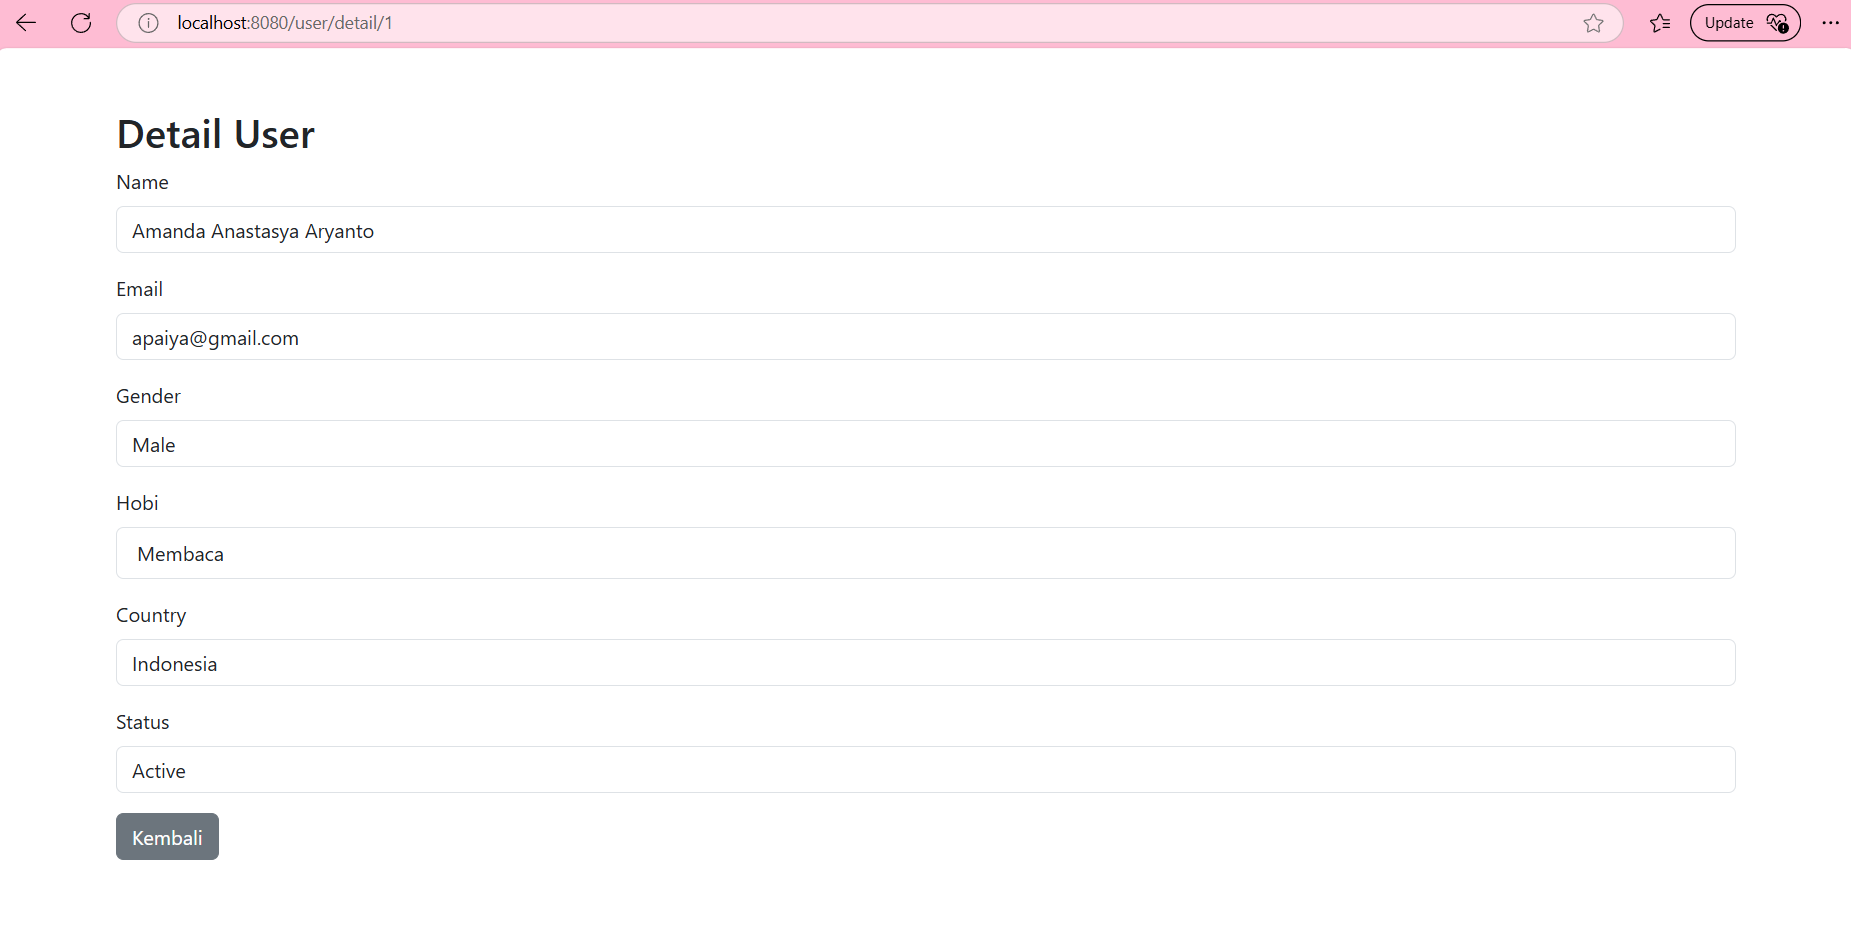 localhost:8080/user/detail/1
Update
Detail User
Name
Amanda Anastasya Aryanto
Email
apaiya@gmail.com
Gender
Male
Hobi
Membaca
Country
Indonesia
Status
Active
Kembali